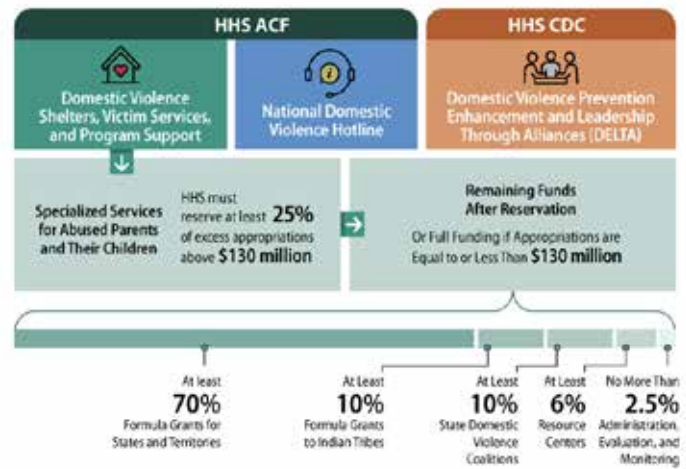 HHS ACF
HHS CDC
Domestic Violence
Shelters, Victim Services,
and Program Support
National Domestic
Violence Hotline
Domestic Violence Prevention
Enhancement and Leadership
Through Alliances (DELTA)
Specialized Services
for Abused Parents
and Their Children
HHS must
reserve at least 25%
of excess appropriations
above $130 million
Remaining Funds
After Reservation
Or Full Funding if Appropriations are
Equal to or Less Than $130 million
At least
70%
Formula Grants for
States and Territories
At Least
10%
Formula Grants
to Indian Tribes
At Least
10%
State Domestic
Violence
Coalitions
At Least
6%
Resource
Centers
No More Than
2.5%
Administration,
Evaluation, and
Monitoring